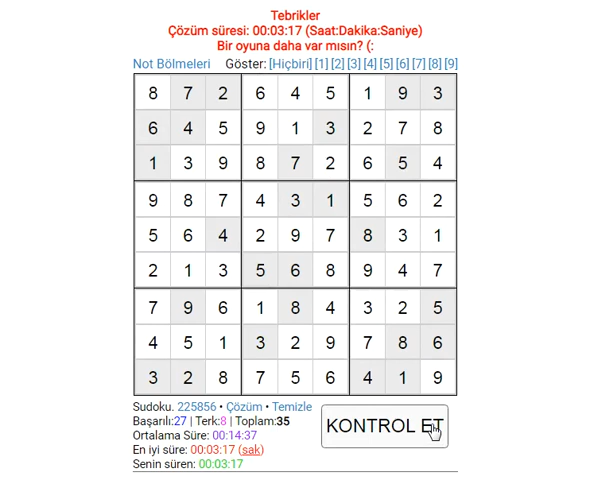 Tebrikler
Çözüm süresi: 00:03:17 (Saat:Dakika:Saniye)
Bir oyuna daha var mısın? (:
Not Bölmeleri Göster: [Hiçbiri] [1] [2] [3] [4] [5] [6] [7] [8] [9]
8 7 2 6 4 5 1 9 3
6 4 5 9 1 3 2 7 8
1 3 9 8 7 2 6 5 4
9 8 7 4 3 1 5 6 2
5 6 4 2 9 7 8 3 1
2 1 3 5 6 8 9 4 7
7 9 6 1 8 4 3 2 5
4 5 1 3 2 9 7 8 6
3 2 8 7 5 6 4 1 9
Sudoku. 225856 • Çözüm • Temizle
Başarılı:27 | Terk:8 | Toplam:35
Ortalama Süre: 00:14:37
En iyi süre: 00:03:17 (sak)
Senin süren: 00:03:17
KONTROL ET